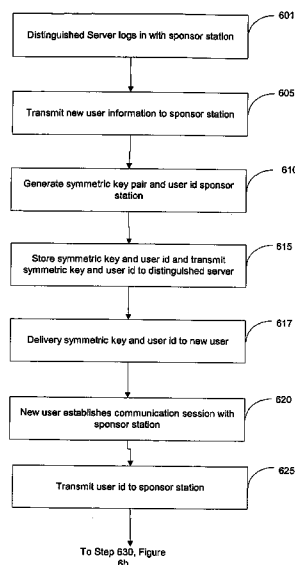 601
Distinguished Server logs in with sponsor station
605
Transmit new user information to sponsor station
610
Generate symmetric key pair and user id sponsor
station
615
Store symmetric key and user id and transmit
symmetric key and user id to distinguished server
617
Delivery symmetric key and user id to new user
620
New user establishes communication session with
sponsor station
625
Transmit user id to sponsor station
To Step 630, Figure
6b